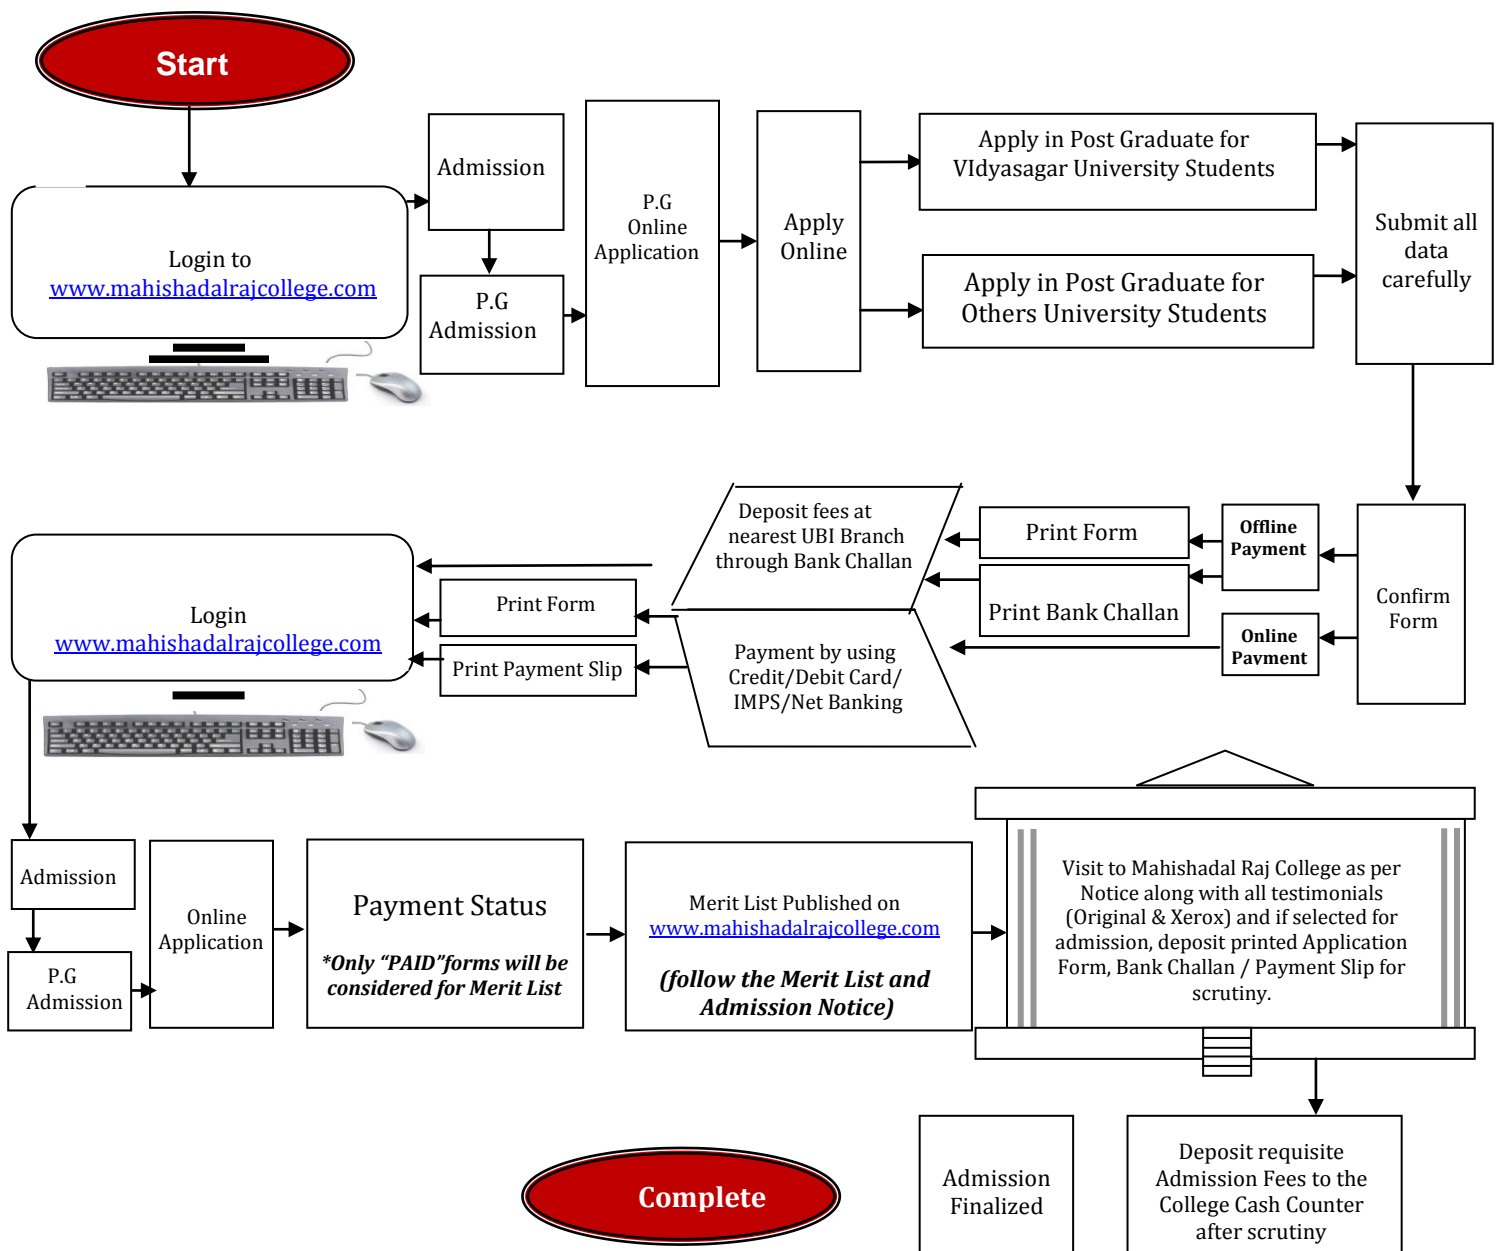 Start
Login to
www.mahishadalrajcollege.com
Admission
P.G
Admission
P.G
Online
Application
Apply
Online
Apply in Post Graduate for
VIdyasagar University Students
Apply in Post Graduate for
Others University Students
Submit all
data
carefully
Confirm
Form
Offline
Payment
Online
Payment
Print Form
Print Bank Challan
Deposit fees at
nearest UBI Branch
through Bank Challan
Payment by using
Credit/Debit Card/
IMPS/Net Banking
Print Form
Print Payment Slip
Login
www.mahishadalrajcollege.com
Admission
P.G
Admission
Online
Application
Payment Status
*Only “PAID”forms will be
considered for Merit List
Merit List Published on
www.mahishadalrajcollege.com
(follow the Merit List and
Admission Notice)
Visit to Mahishadal Raj College as per
Notice along with all testimonials
(Original & Xerox) and if selected for
admission, deposit printed Application
Form, Bank Challan / Payment Slip for
scrutiny.
Deposit requisite
Admission Fees to the
College Cash Counter
after scrutiny
Admission
Finalized
Complete